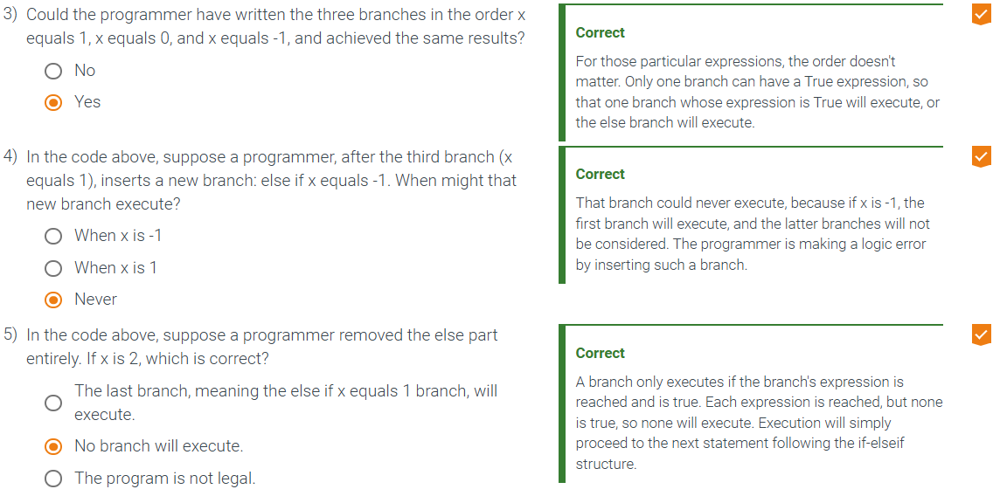 3) Could the programmer have written the three branches in the order x
equals 1, x equals 0, and x equals -1, and achieved the same results?
No
Yes
Correct
For those particular expressions, the order doesn't
matter. Only one branch can have a True expression, so
that one branch whose expression is True will execute, or
the else branch will execute.
4) In the code above, suppose a programmer, after the third branch (x
equals 1), inserts a new branch: else if x equals -1. When might that
new branch execute?
When x is -1
When x is 1
Never
Correct
That branch could never execute, because if x is -1, the
first branch will execute, and the latter branches will not
be considered. The programmer is making a logic error
by inserting such a branch.
5) In the code above, suppose a programmer removed the else part
entirely. If x is 2, which is correct?
The last branch, meaning the else if x equals 1 branch, will
execute.
No branch will execute.
The program is not legal.
Correct
A branch only executes if the branch's expression is
reached and is true. Each expression is reached, but none
is true, so none will execute. Execution will simply
proceed to the next statement following the if-elseif
structure.